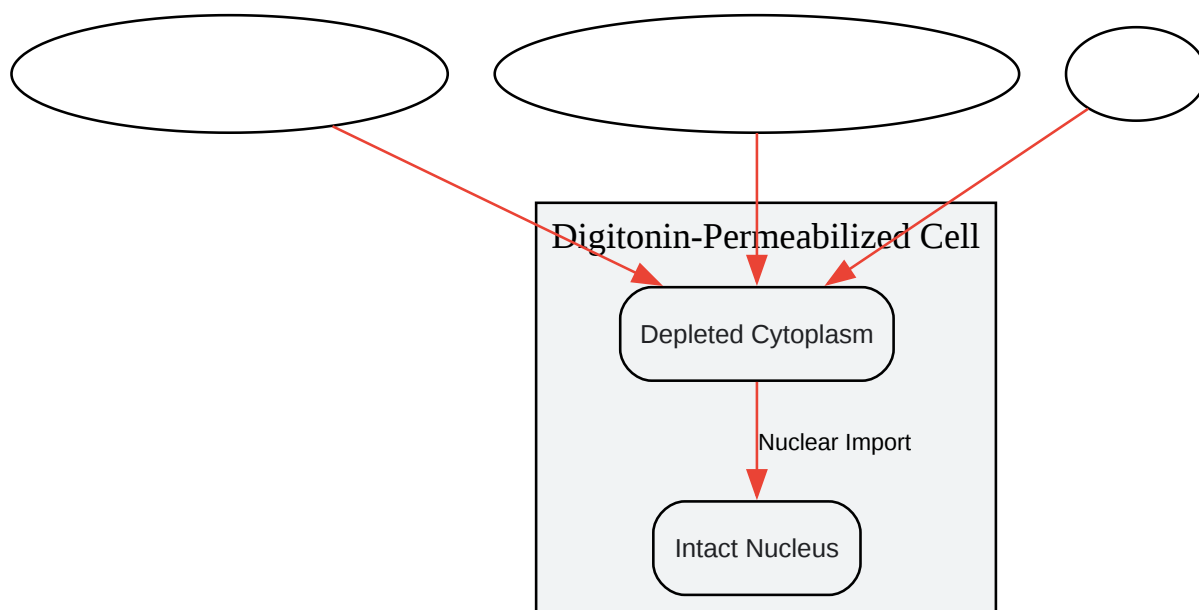 Digitonin-Permeabilized Cell
Depleted Cytoplasm
Nuclear Import
Intact Nucleus